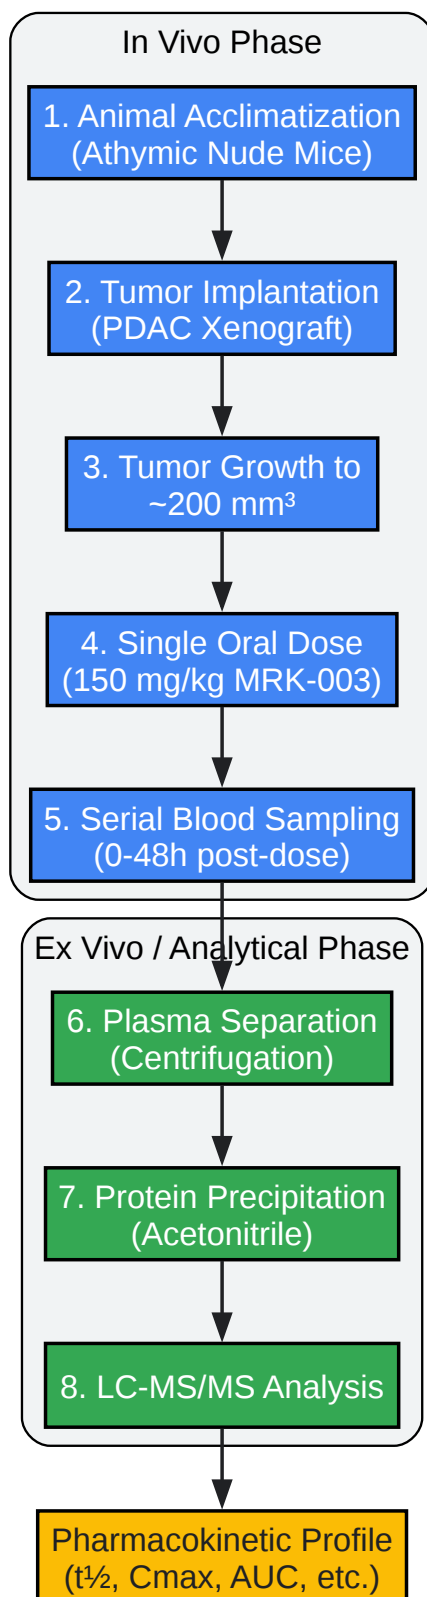 In Vivo Phase
1. Animal Acclimatization
(Athymic Nude Mice)
2. Tumor Implantation
(PDAC Xenograft)
3. Tumor Growth to
~200 mm³
4. Single Oral Dose
(150 mg/kg MRK-003)
5. Serial Blood Sampling
(0-48h post-dose)
Ex Vivo / Analytical Phase
6. Plasma Separation
(Centrifugation)
7. Protein Precipitation
(Acetonitrile)
8. LC-MS/MS Analysis
Pharmacokinetic Profile
(t½, Cmax, AUC, etc.)